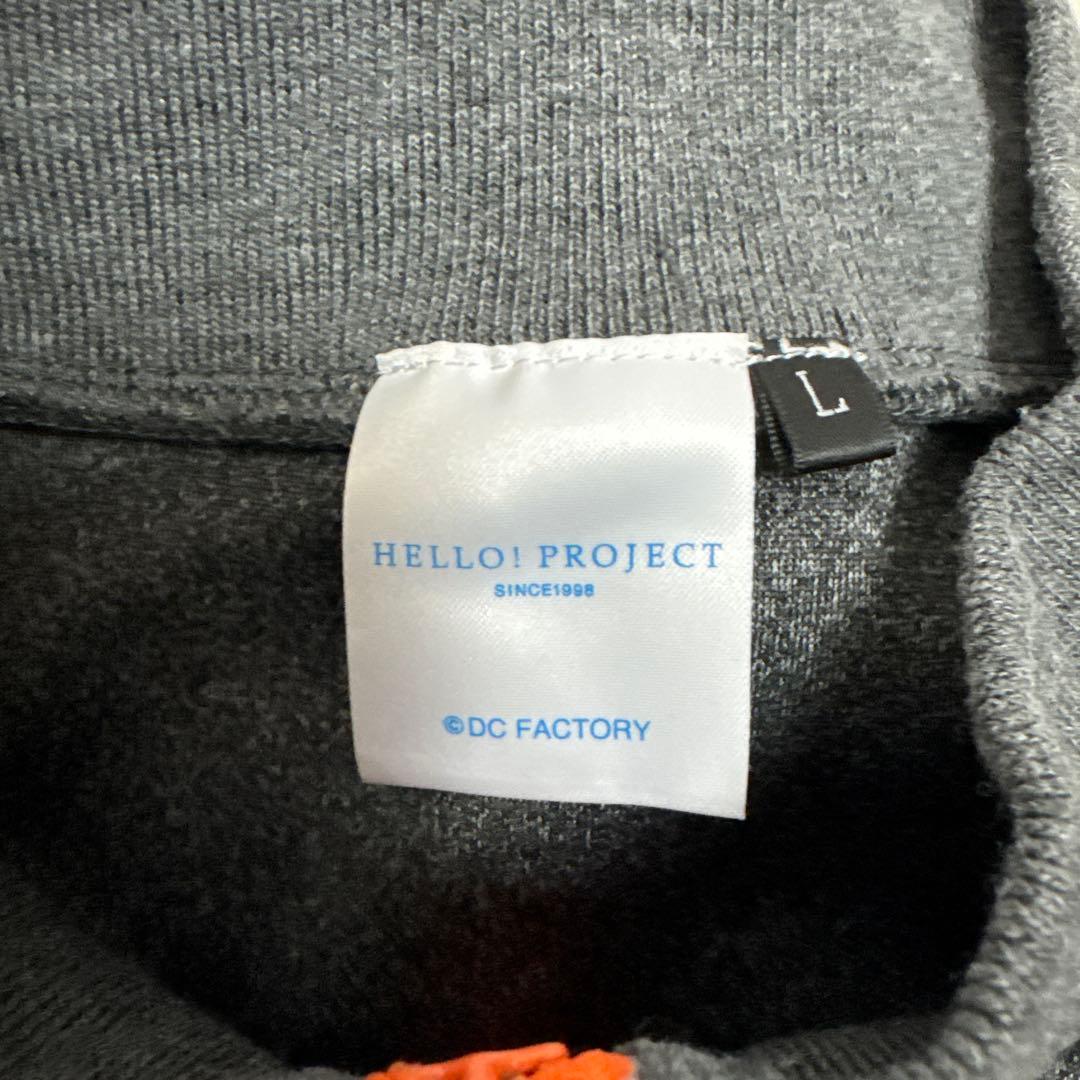 L
HELLO! PROJECT
SINCE1998
©DC FACTORY